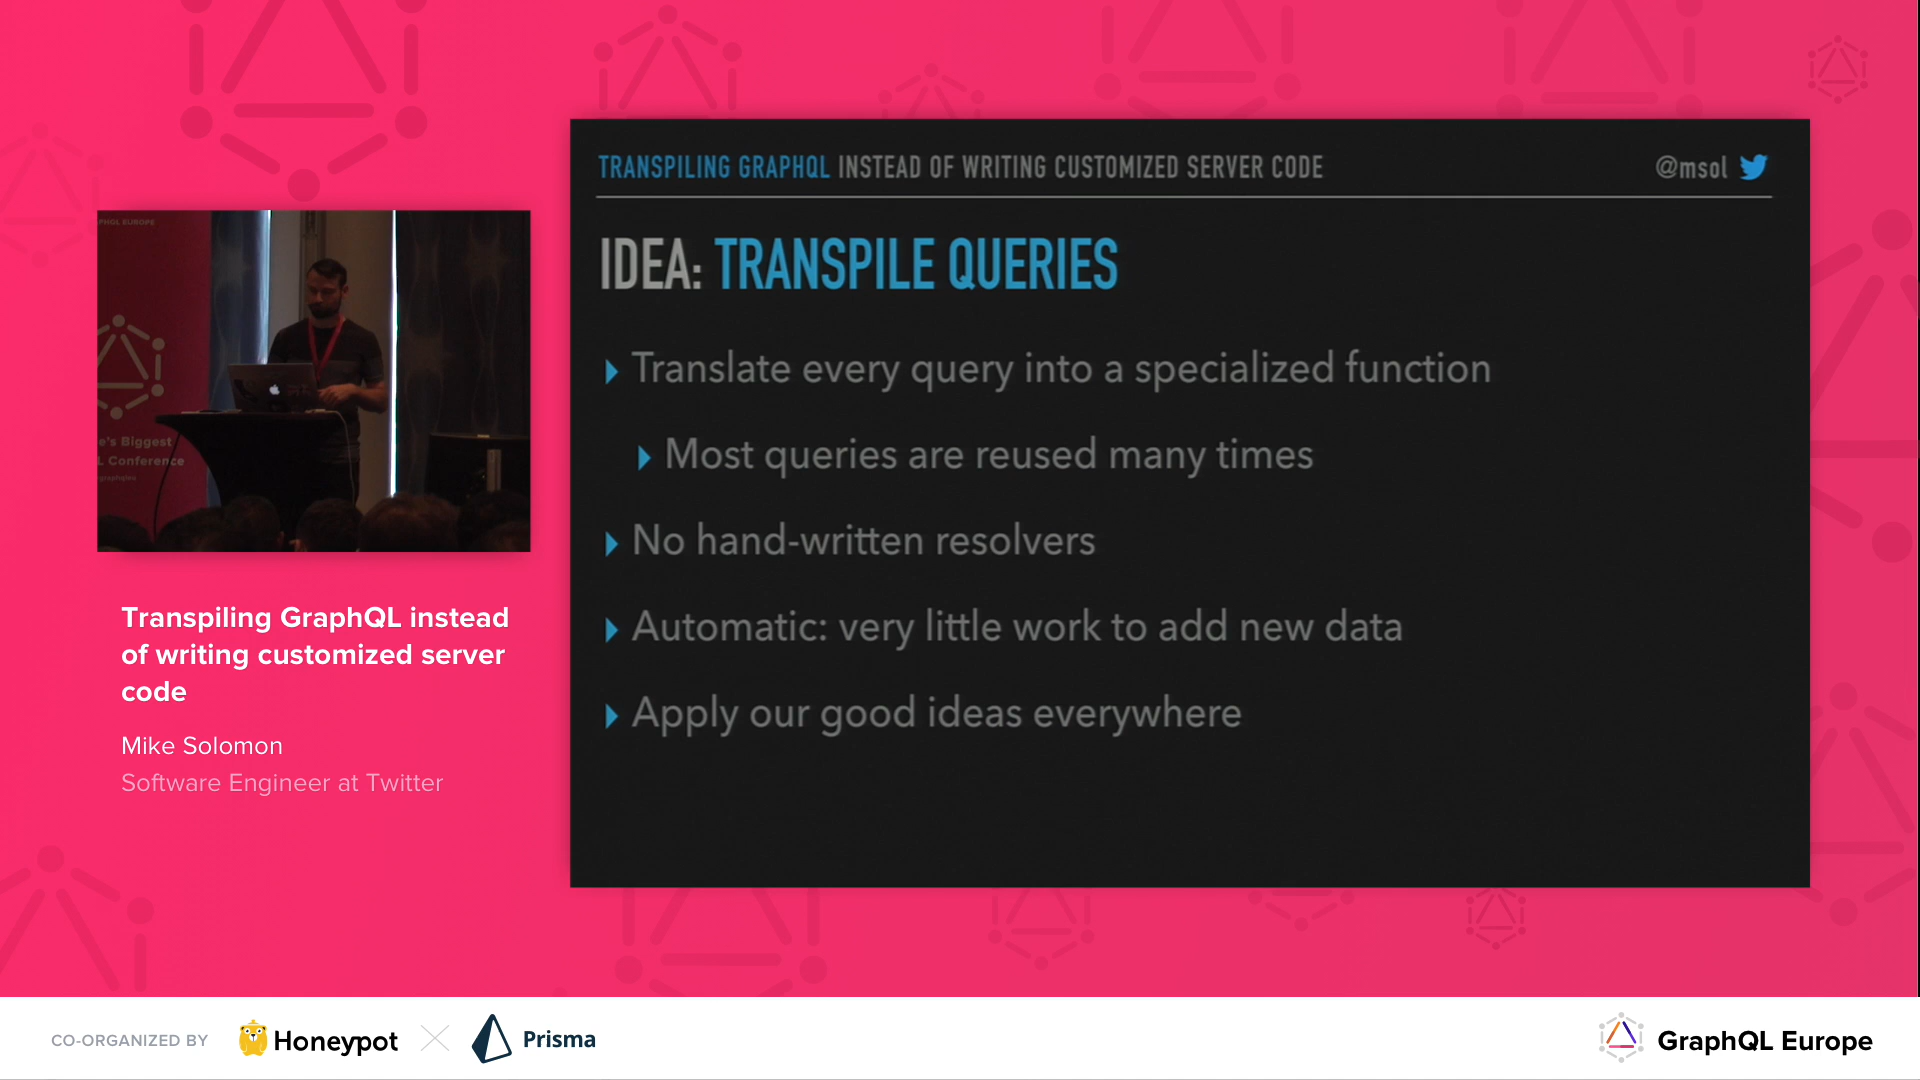 TRANSPILING GRAPHQL INSTEAD OF WRITING CUSTOMIZED SERVER CODE
@msol
IDEA: TRANSPILE QUERIES
Translate every query into a specialized function
Most queries are reused many times
No hand-written resolvers
Automatic: very little work to add new data
Apply our good ideas everywhere
PHQL EUROPE
e's Biggest
L Conference
graphqleu
Transpiling GraphQL instead
of writing customized server
code
Mike Solomon
Software Engineer at Twitter
CO-ORGANIZED BY
Honeypot
Prisma
GraphQL Europe